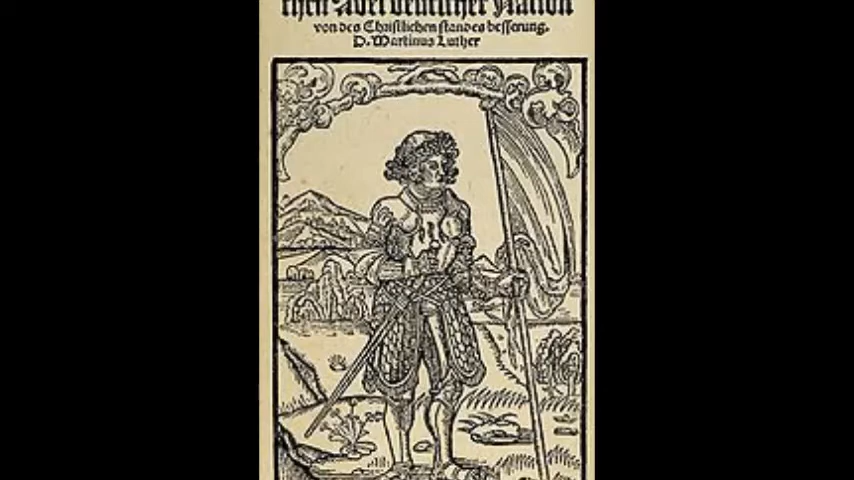 chen Adel deutscher Nation
von des Christlichen standes besserung.
D. Martinus Luther